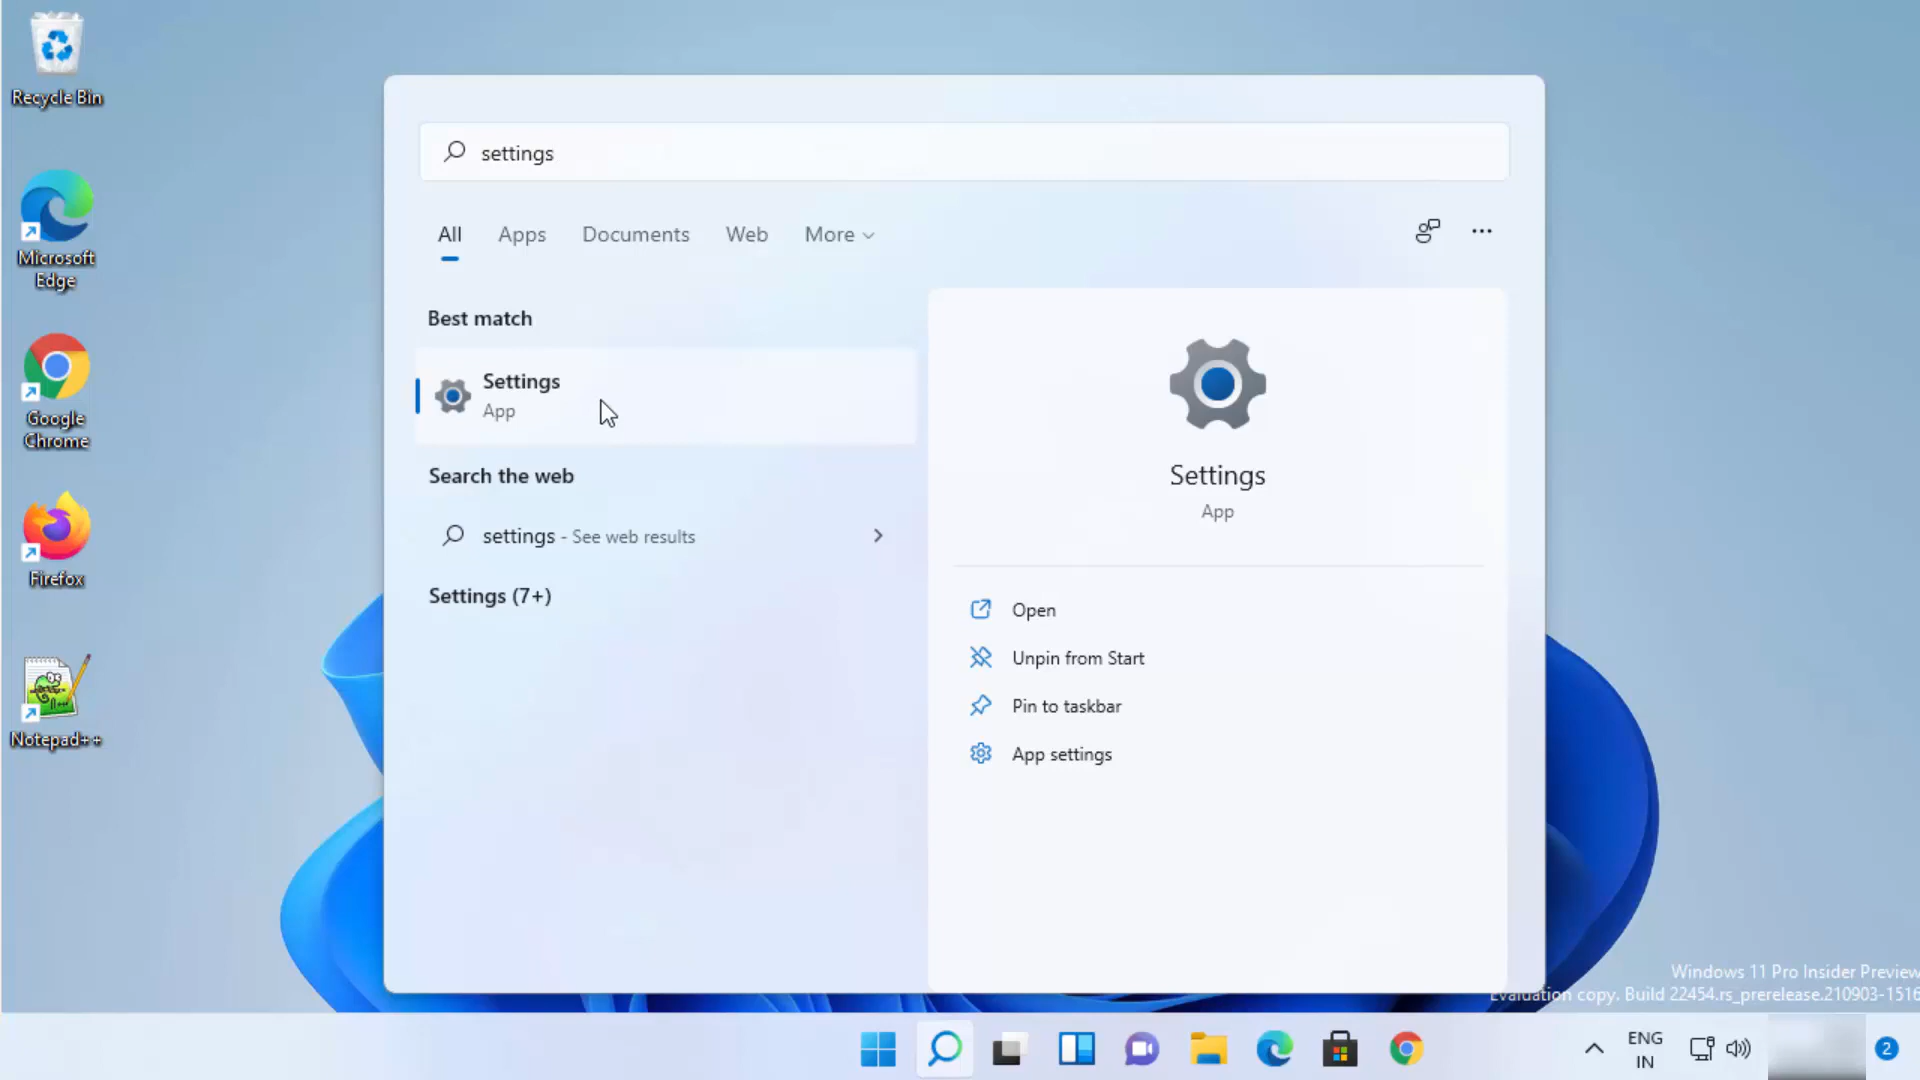 Recycle Bin
Microsoft
Edge
Google
Chrome
Firefox
Notepad++
settings
All
Apps
Documents
Web
More
Best match
Settings
App
Search the web
settings - See web results
Settings (7+)
Settings
App
Open
Unpin from Start
Pin to taskbar
App settings
Windows 11 Pro Insider Preview
Evaluation copy. Build 22454.rs_prerelease.210903-1516
ENG
IN
2